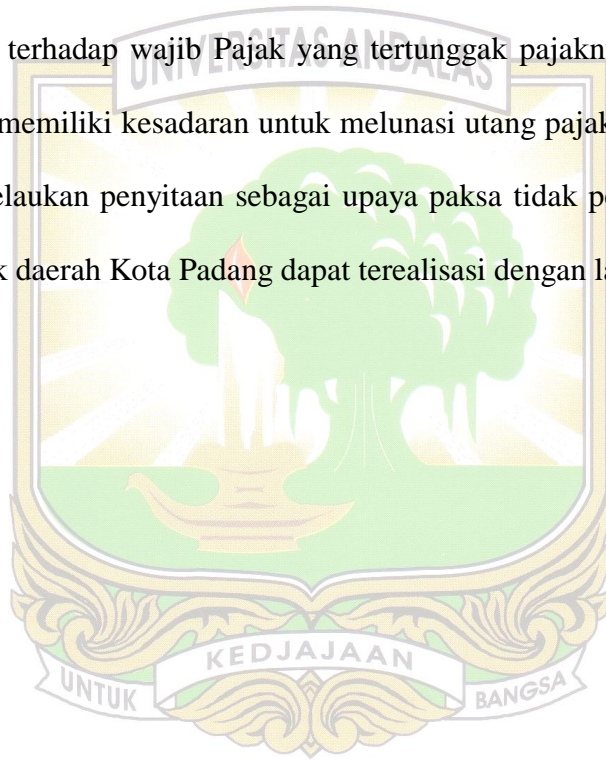 UNIVERSITAS ANDALAS
terhadap wajib Pajak yang tertunggak pajakn
memiliki kesadaran untuk melunasi utang pajak
elaukan penyitaan sebagai upaya paksa tidak pe
k daerah Kota Padang dapat terealisasi dengan la
KEDJAJAAN
UNTUK BANGSA